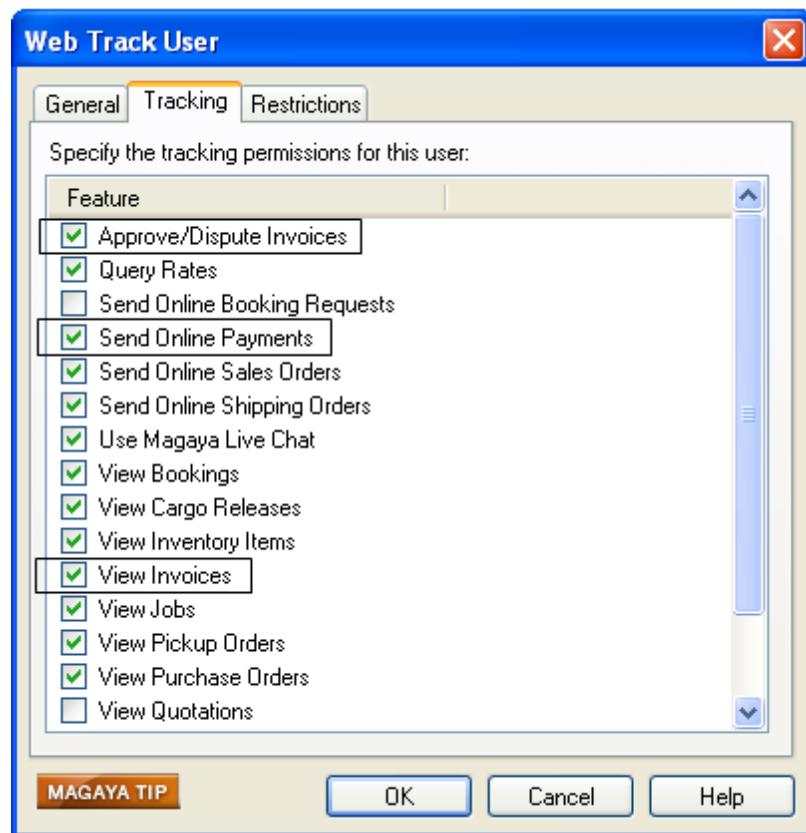 Web Track User
General Tracking Restrictions
Specify the tracking permissions for this user:
Feature
Approve/Dispute Invoices
Query Rates
Send Online Booking Requests
Send Online Payments
Send Online Sales Orders
Send Online Shipping Orders
Use Magaya Live Chat
View Bookings
View Cargo Releases
View Inventory Items
View Invoices
View Jobs
View Pickup Orders
View Purchase Orders
View Quotations
MAGAYA TIP OK Cancel Help